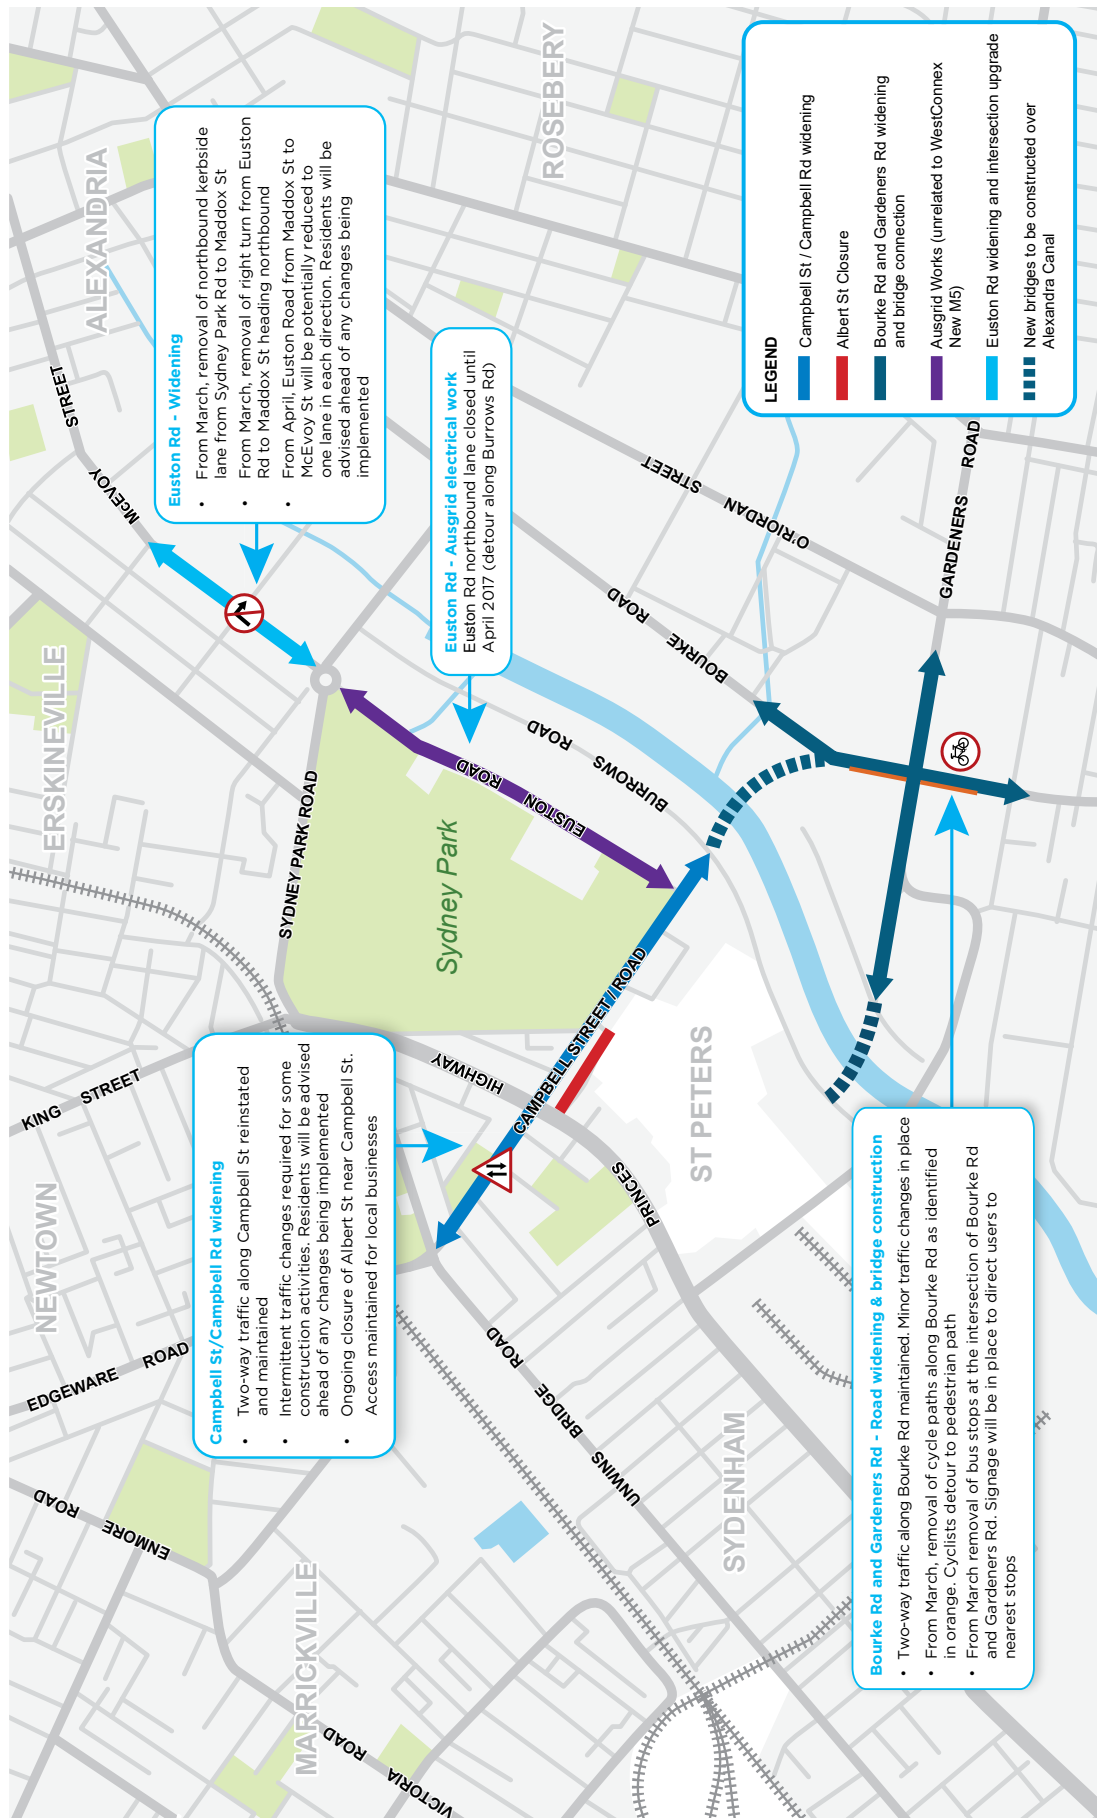 NEWTOWN
ERSKINEVILLE
ALEXANDRIA
ROSEBERY
MARRICKVILLE
SYDENHAM
ST PETERS
Sydney Park
ENMORE ROAD
EDGEWARE ROAD
KING STREET
VICTORIA ROAD
UNWINS BRIDGE ROAD
PRINCES HIGHWAY
CAMPBELL STREET / ROAD
SYDNEY PARK ROAD
EUSTON ROAD
BURROWS ROAD
McEVOY STREET
BOURKE ROAD
O'RIORDAN STREET
GARDENERS ROAD
Campbell St/Campbell Rd widening
• Two-way traffic along Campbell St reinstated
and maintained
• Intermittent traffic changes required for some
construction activities. Residents will be advised
ahead of any changes being implemented
• Ongoing closure of Albert St near Campbell St.
Access maintained for local businesses
Euston Rd - Widening
• From March, removal of northbound kerbside
lane from Sydney Park Rd to Maddox St
• From March, removal of right turn from Euston
Rd to Maddox St heading northbound
• From April, Euston Road from Maddox St to
McEvoy St will be potentially reduced to
one lane in each direction. Residents will be
advised ahead of any changes being
implemented
Euston Rd - Ausgrid electrical work
Euston Rd northbound lane closed until
April 2017 (detour along Burrows Rd)
Bourke Rd and Gardeners Rd - Road widening & bridge construction
• Two-way traffic along Bourke Rd maintained. Minor traffic changes in place
• From March, removal of cycle paths along Bourke Rd as identified
in orange. Cyclists detour to pedestrian path
• From March removal of bus stops at the intersection of Bourke Rd
and Gardeners Rd. Signage will be in place to direct users to
nearest stops
LEGEND
Campbell St / Campbell Rd widening
Albert St Closure
Bourke Rd and Gardeners Rd widening
and bridge connection
Ausgrid Works (unrelated to WestConnex
New M5)
Euston Rd widening and intersection upgrade
New bridges to be constructed over
Alexandra Canal